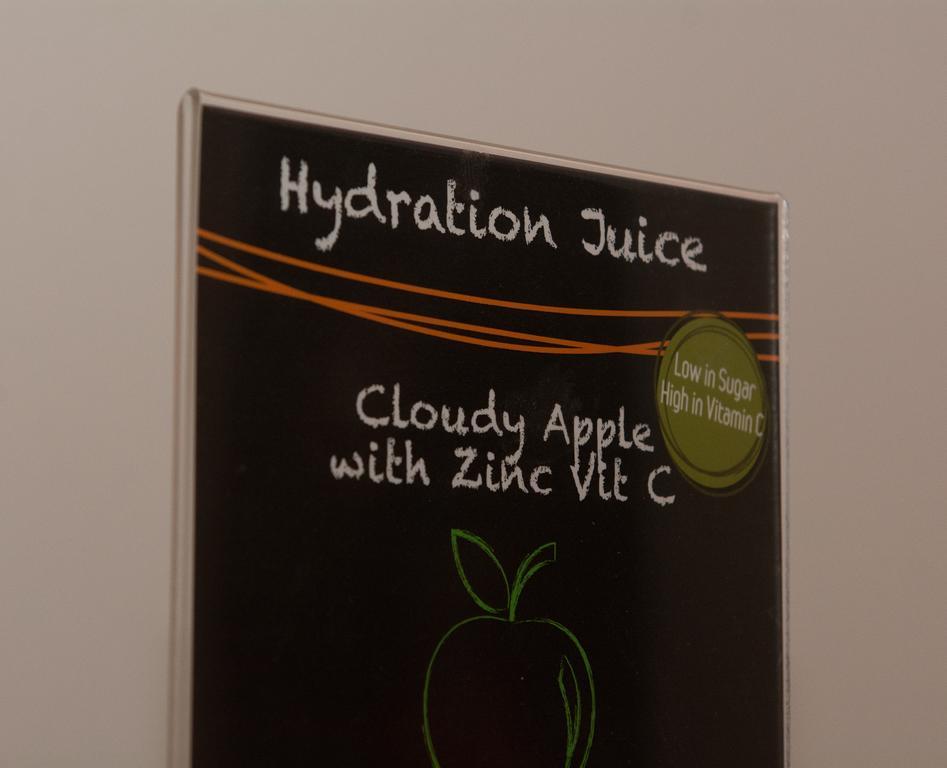 Hydration Juice
Low in Sugar
High in Vitamin C
Cloudy Apple
with Zinc Vit C